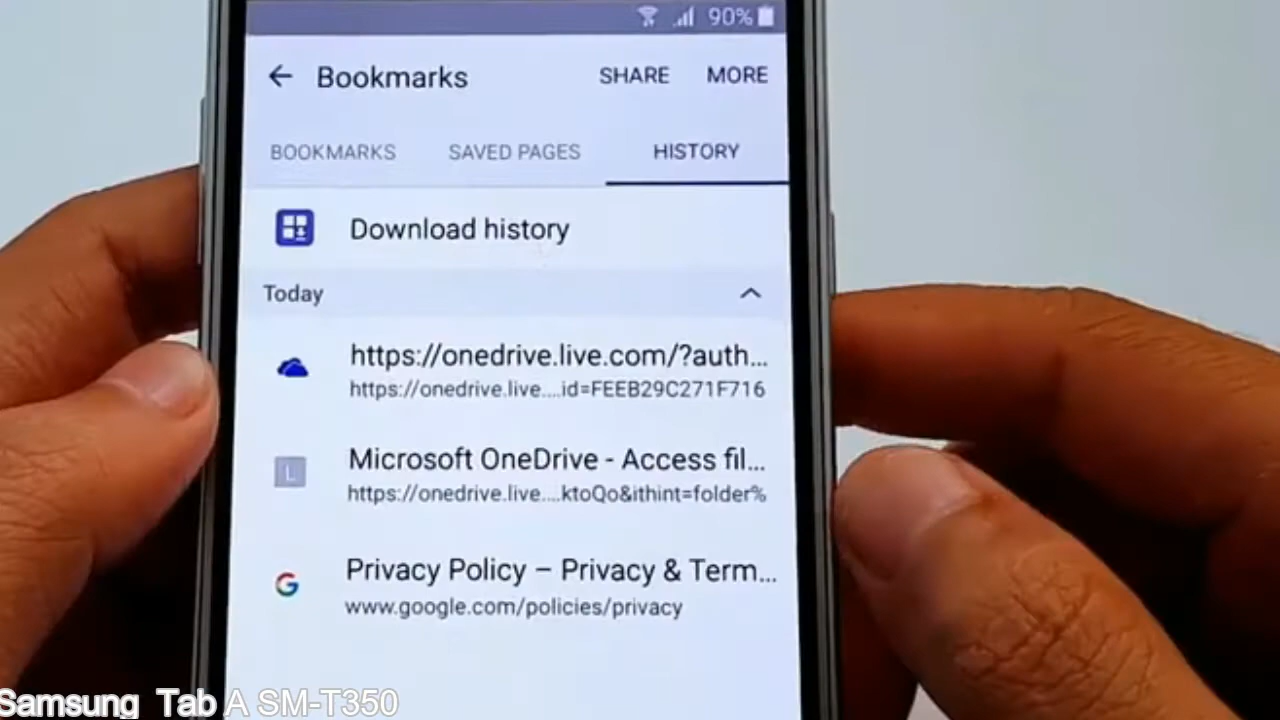 90%
Bookmarks SHARE MORE
BOOKMARKS SAVED PAGES HISTORY
Download history
Today
https://onedrive.live.com/?auth...
https://onedrive.live....id=FEEB29C271F716
L
Microsoft OneDrive - Access fil...
https://onedrive.live....ktoQo&ithint=folder%
G
Privacy Policy – Privacy & Term...
www.google.com/policies/privacy
Samsung Tab A SM-T350